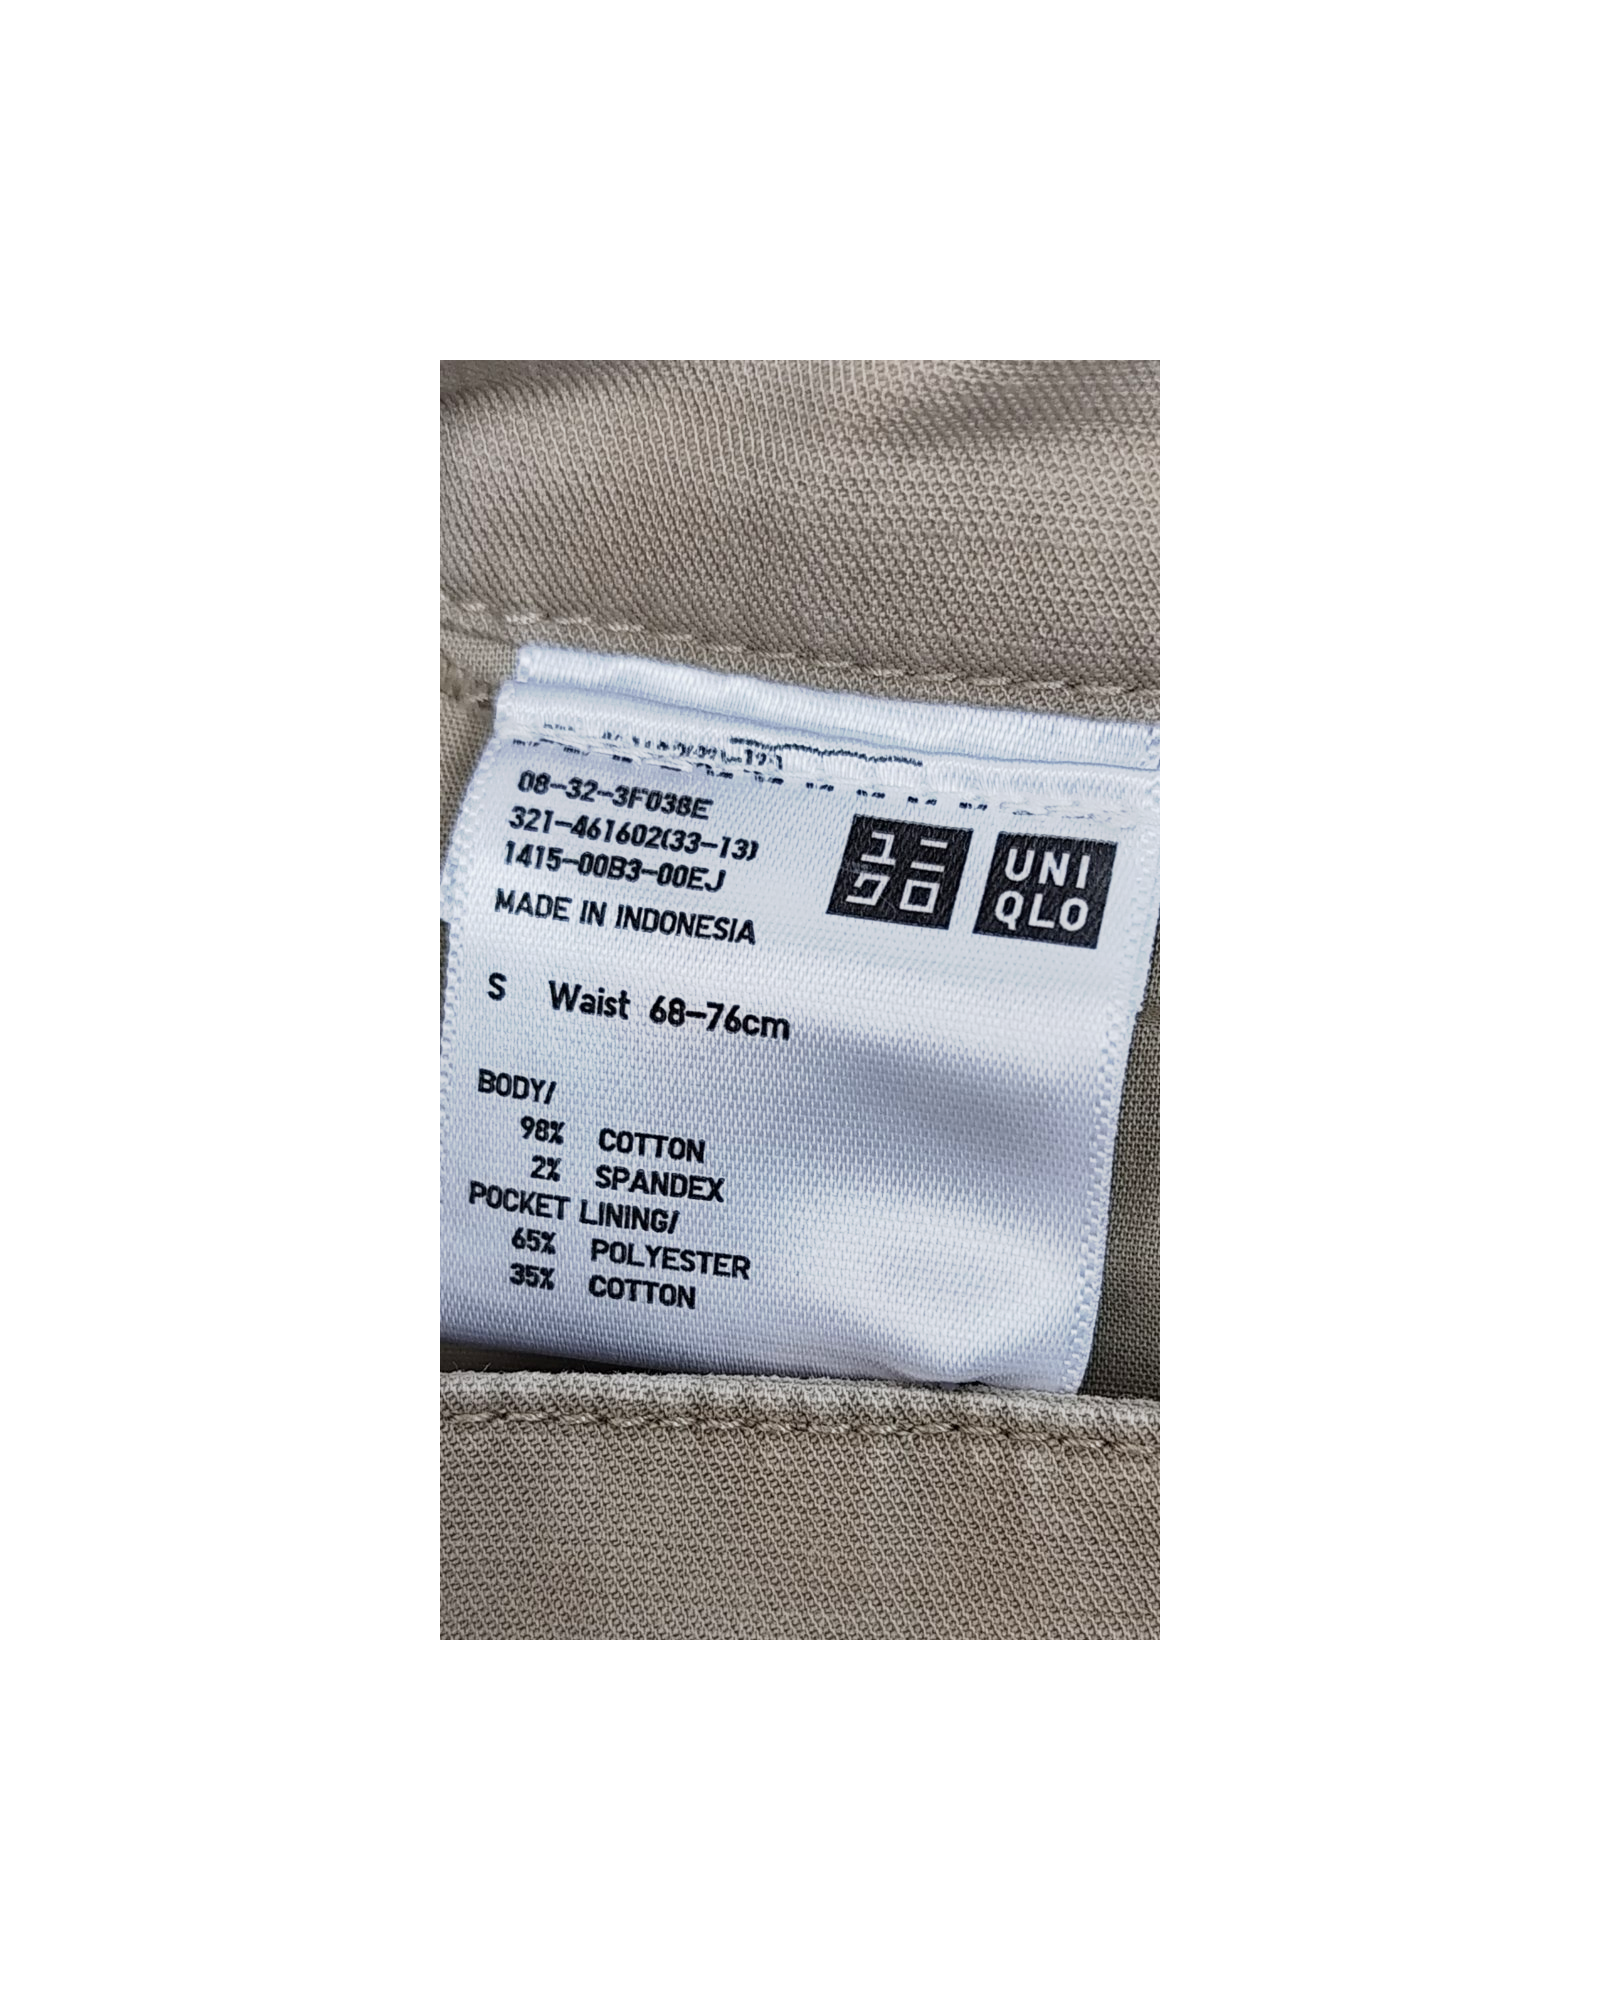 08-32-3F038E
321-461602(33-13)
1415-00B3-00EJ
MADE IN INDONESIA
ユニ
クロ
UNI
QLO
S Waist 68-76cm
BODY/
98% COTTON
2% SPANDEX
POCKET LINING/
65% POLYESTER
35% COTTON